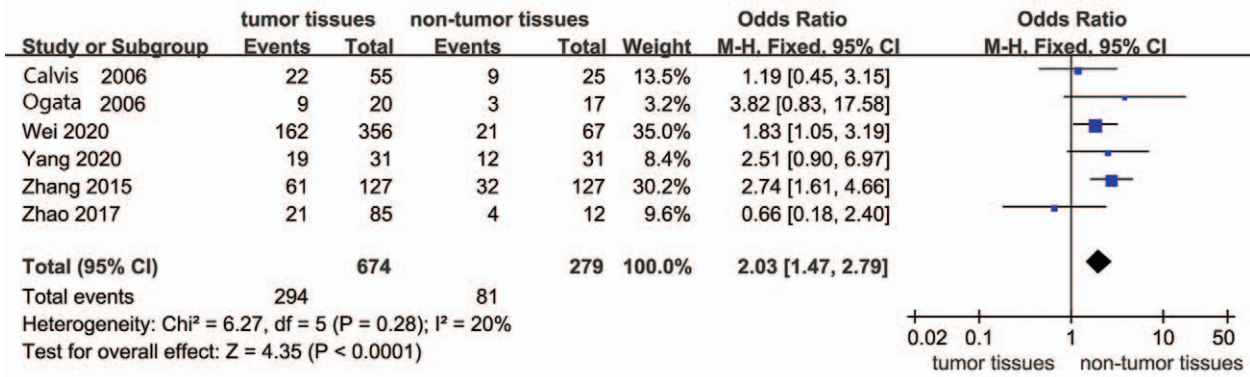 tumor tissues non-tumor tissues Odds Ratio Odds Ratio
Study or Subgroup Events Total Events Total Weight M-H, Fixed, 95% CI M-H, Fixed, 95% CI
Calvis 2006 22 55 9 25 13.5% 1.19 [0.45, 3.15]
Ogata 2006 9 20 3 17 3.2% 3.82 [0.83, 17.58]
Wei 2020 162 356 21 67 35.0% 1.83 [1.05, 3.19]
Yang 2020 19 31 12 31 8.4% 2.51 [0.90, 6.97]
Zhang 2015 61 127 32 127 30.2% 2.74 [1.61, 4.66]
Zhao 2017 21 85 4 12 9.6% 0.66 [0.18, 2.40]
Total (95% CI) 674 279 100.0% 2.03 [1.47, 2.79]
Total events 294 81
Heterogeneity: Chi² = 6.27, df = 5 (P = 0.28); I² = 20%
Test for overall effect: Z = 4.35 (P < 0.0001)
0.02 0.1 1 10 50
tumor tissues non-tumor tissues